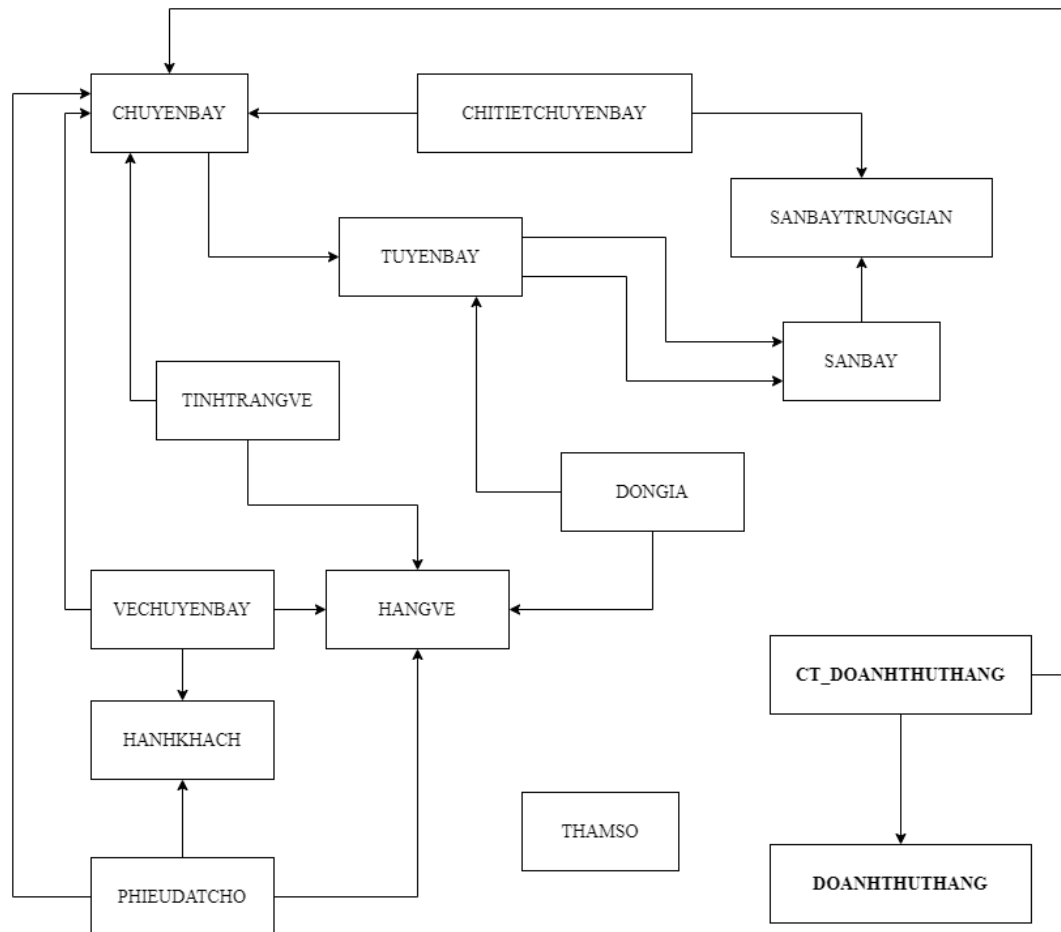 CHUYENBAY
CHITIETCHUYENBAY
SANBAYTRUNGGIAN
TUYENBAY
SANBAY
TINHTRANGVE
DONGIA
VECHUYENBAY
HANGVE
CT_DOANHTHUTHANG
HANHKHACH
THAMSO
PHIEUDATCHO
DOANHTHUTHANG